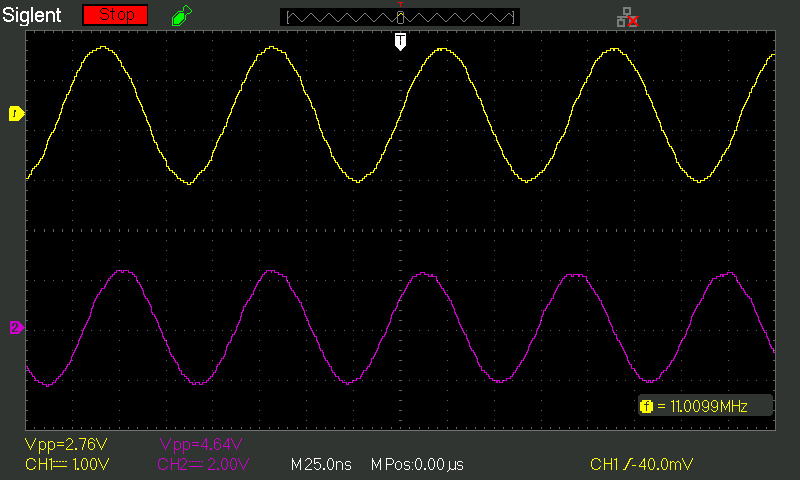 Siglent Stop
T
1
2
f = 11.0099MHz
Vpp=2.76V Vpp=4.64V
CH1 1.00V CH2 2.00V M 25.0ns M Pos:0.00µs CH1 -40.0mV